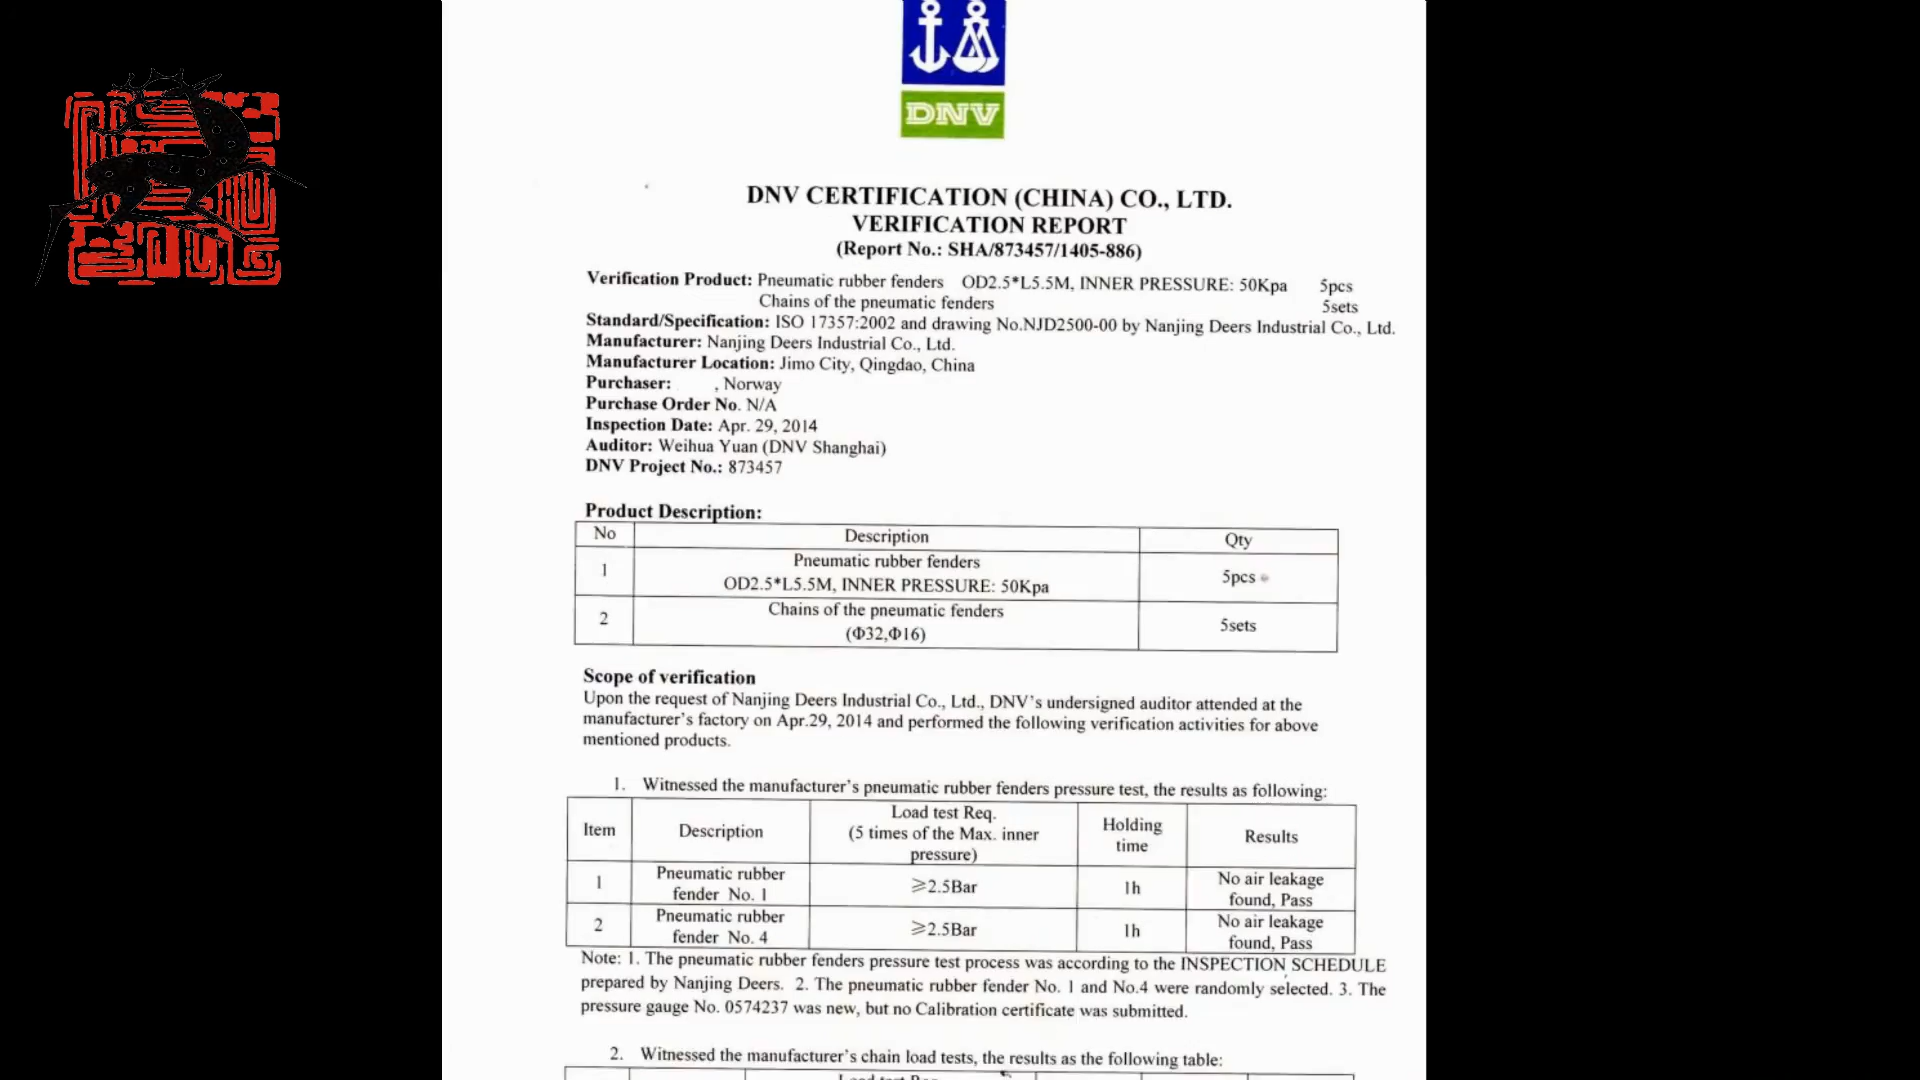 DNV
DNV CERTIFICATION (CHINA) CO., LTD.
VERIFICATION REPORT
(Report No.: SHA/873457/1405-886)
Verification Product: Pneumatic rubber fenders OD2.5*L5.5M, INNER PRESSURE: 50Kpa 5pcs
Chains of the pneumatic fenders 5sets
Standard/Specification: ISO 17357:2002 and drawing No.NJD2500-00 by Nanjing Deers Industrial Co., Ltd.
Manufacturer: Nanjing Deers Industrial Co., Ltd.
Manufacturer Location: Jimo City, Qingdao, China
Purchaser: , Norway
Purchase Order No. N/A
Inspection Date: Apr. 29, 2014
Auditor: Weihua Yuan (DNV Shanghai)
DNV Project No.: 873457
Product Description:
No Description Qty
1 Pneumatic rubber fenders
OD2.5*L5.5M, INNER PRESSURE: 50Kpa 5pcs
2 Chains of the pneumatic fenders
(Φ32,Φ16) 5sets
Scope of verification
Upon the request of Nanjing Deers Industrial Co., Ltd., DNV's undersigned auditor attended at the
manufacturer's factory on Apr.29, 2014 and performed the following verification activities for above
mentioned products.
1. Witnessed the manufacturer's pneumatic rubber fenders pressure test, the results as following:
Item Description Load test Req.
(5 times of the Max. inner
pressure) Holding
time Results
1 Pneumatic rubber
fender No. 1 ≥2.5Bar 1h No air leakage
found, Pass
2 Pneumatic rubber
fender No. 4 ≥2.5Bar 1h No air leakage
found, Pass
Note: 1. The pneumatic rubber fenders pressure test process was according to the INSPECTION SCHEDULE
prepared by Nanjing Deers. 2. The pneumatic rubber fender No. 1 and No.4 were randomly selected. 3. The
pressure gauge No. 0574237 was new, but no Calibration certificate was submitted.
2. Witnessed the manufacturer's chain load tests, the results as the following table: